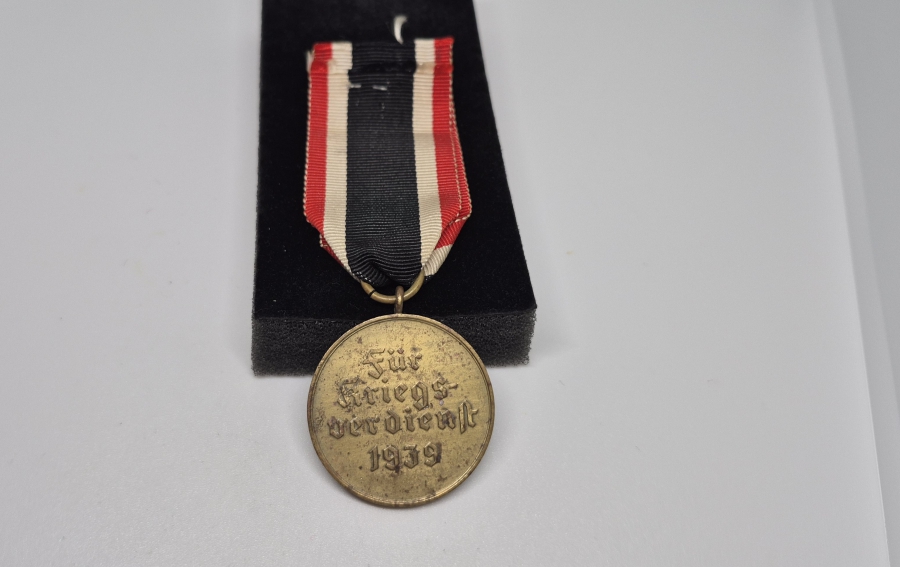 Für
Kriegs-
verdienst
1939